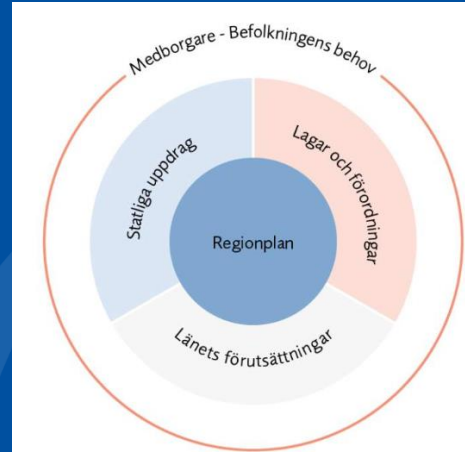 Medborgare - Befolkningens behov
Statliga uppdrag
Lagar och förordningar
Regionplan
Länets förutsättningar